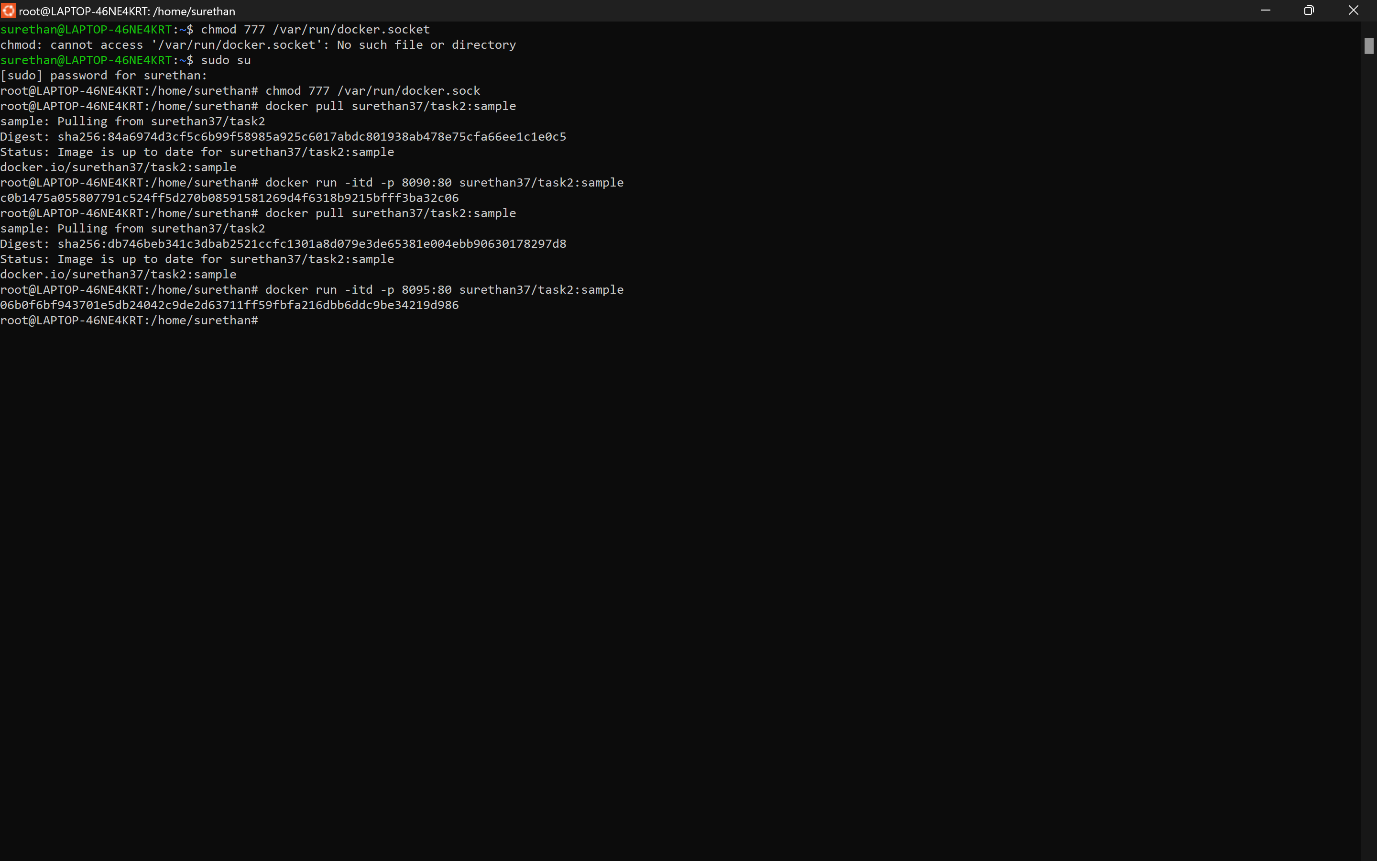 root@LAPTOP-46NE4KRT: /home/surethan
surethan@LAPTOP-46NE4KRT:~$ chmod 777 /var/run/docker.socket
chmod: cannot access '/var/run/docker.socket': No such file or directory
surethan@LAPTOP-46NE4KRT:~$ sudo su
[sudo] password for surethan:
root@LAPTOP-46NE4KRT:/home/surethan# chmod 777 /var/run/docker.sock
root@LAPTOP-46NE4KRT:/home/surethan# docker pull surethan37/task2:sample
sample: Pulling from surethan37/task2
Digest: sha256:84a6974d3cf5c6b99f58985a925c6017abdc801938ab478e75cfa66ee1c1e0c5
Status: Image is up to date for surethan37/task2:sample
docker.io/surethan37/task2:sample
root@LAPTOP-46NE4KRT:/home/surethan# docker run -itd -p 8090:80 surethan37/task2:sample
c0b1475a055807791c524ff5d270b08591581269d4f6318b9215bfff3ba32c06
root@LAPTOP-46NE4KRT:/home/surethan# docker pull surethan37/task2:sample
sample: Pulling from surethan37/task2
Digest: sha256:db746beb341c3dbab2521ccfc1301a8d079e3de65381e004ebb90630178297d8
Status: Image is up to date for surethan37/task2:sample
docker.io/surethan37/task2:sample
root@LAPTOP-46NE4KRT:/home/surethan# docker run -itd -p 8095:80 surethan37/task2:sample
06b0f6bf943701e5db24042c9de2d63711ff59fbfa216dbb6ddc9be34219d986
root@LAPTOP-46NE4KRT:/home/surethan#